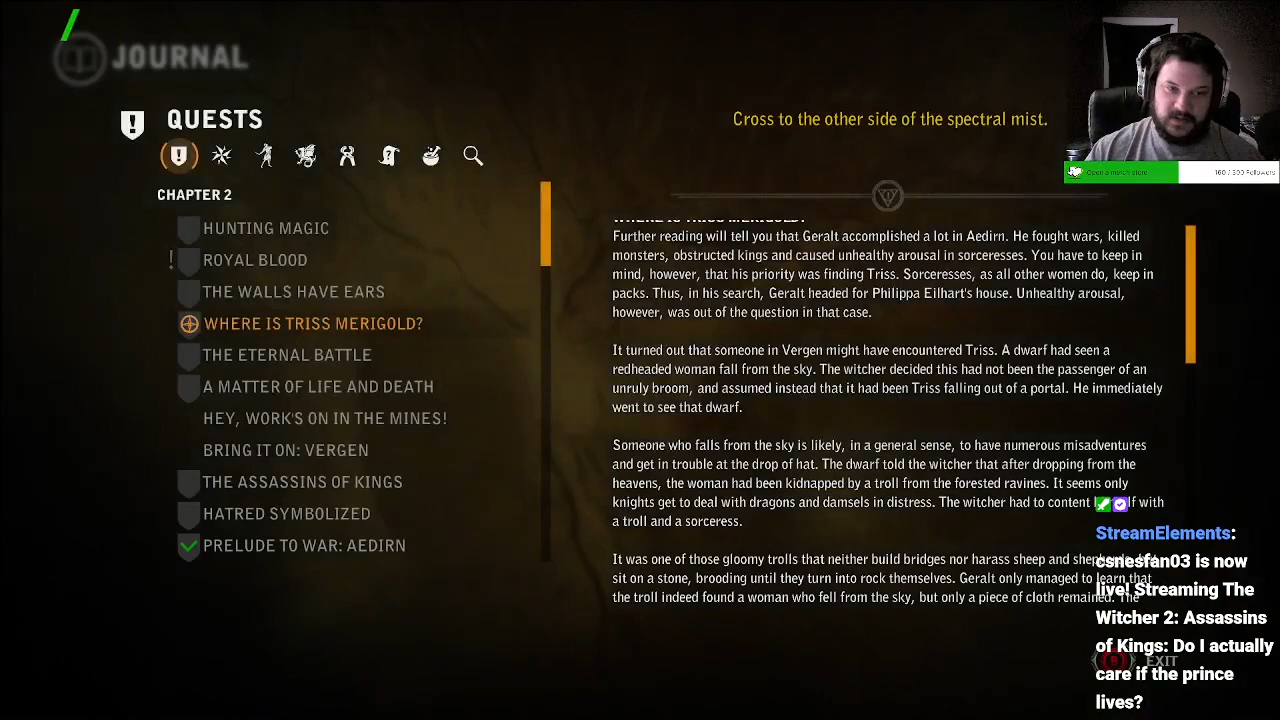 JOURNAL
QUESTS
CHAPTER 2
HUNTING MAGIC
! ROYAL BLOOD
THE WALLS HAVE EARS
WHERE IS TRISS MERIGOLD?
THE ETERNAL BATTLE
A MATTER OF LIFE AND DEATH
HEY, WORK'S ON IN THE MINES!
BRING IT ON: VERGEN
THE ASSASSINS OF KINGS
HATRED SYMBOLIZED
PRELUDE TO WAR: AEDIRN
Cross to the other side of the spectral mist.
WHERE IS TRISS MERIGOLD?
Further reading will tell you that Geralt accomplished a lot in Aedirn. He fought wars, killed
monsters, obstructed kings and caused unhealthy arousal in sorceresses. You have to keep in
mind, however, that his priority was finding Triss. Sorceresses, as all other women do, keep in
packs. Thus, in his search, Geralt headed for Philippa Eilhart's house. Unhealthy arousal,
however, was out of the question in that case.
It turned out that someone in Vergen might have encountered Triss. A dwarf had seen a
redheaded woman fall from the sky. The witcher decided this had not been the passenger of an
unruly broom, and assumed instead that it had been Triss falling out of a portal. He immediately
went to see that dwarf.
Someone who falls from the sky is likely, in a general sense, to have numerous misadventures
and get in trouble at the drop of hat. The dwarf told the witcher that after dropping from the
heavens, the woman had been kidnapped by a troll from the forested ravines. It seems only
knights get to deal with dragons and damsels in distress. The witcher had to content with
a troll and a sorceress.
It was one of those gloomy trolls that neither build bridges nor harass sheep and
sit on a stone, brooding until they turn into rock themselves. Geralt only managed to learn that
the troll indeed found a woman who fell from the sky, but only a piece of cloth remained. The
EXIT
Open a merch store
160 / 300 Followers
StreamElements:
csnesfan03 is now
live! Streaming The
Witcher 2: Assassins
of Kings: Do I actually
care if the prince
lives?